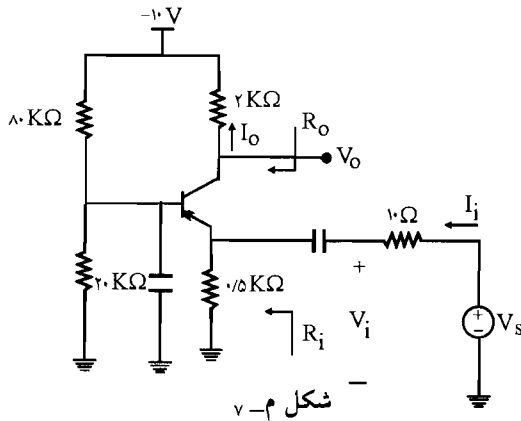 -۱۰V
۸۰KΩ
۲KΩ
I_o
R_o
V_o
I_i
۱۰Ω
۲۰KΩ
۰/۵KΩ
+
V_i
−
R_i
+
−
V_s
شکل م-۷